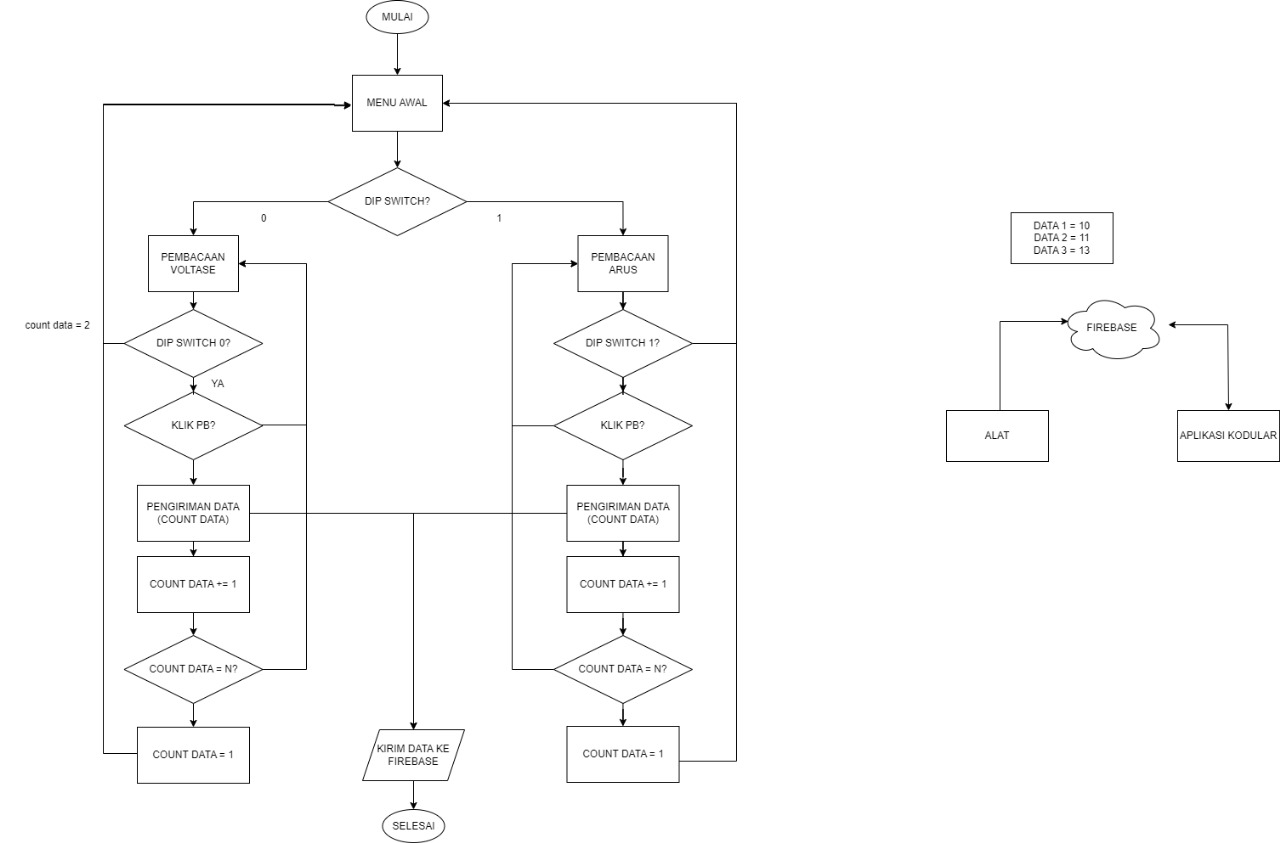 MULAI
MENU AWAL
DIP SWITCH?
0
1
PEMBACAAN
VOLTASE
PEMBACAAN
ARUS
count data = 2
DIP SWITCH 0?
DIP SWITCH 1?
YA
KLIK PB?
KLIK PB?
PENGIRIMAN DATA
(COUNT DATA)
PENGIRIMAN DATA
(COUNT DATA)
COUNT DATA += 1
COUNT DATA += 1
COUNT DATA = N?
COUNT DATA = N?
COUNT DATA = 1
KIRIM DATA KE
FIREBASE
COUNT DATA = 1
SELESAI
DATA 1 = 10
DATA 2 = 11
DATA 3 = 13
FIREBASE
ALAT
APLIKASI KODULAR